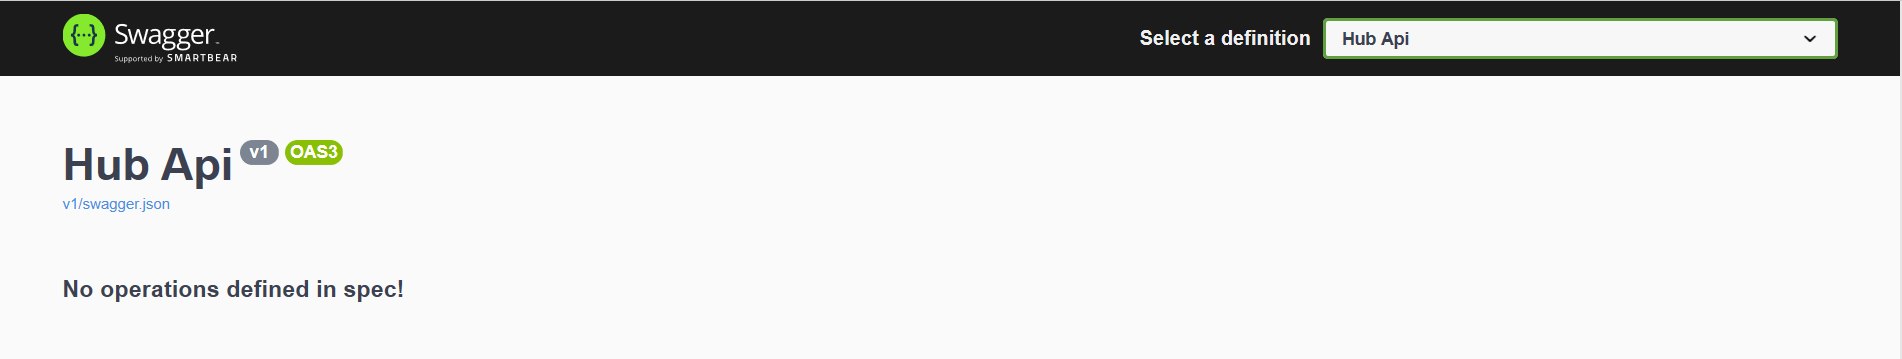 Swagger
Supported by SMARTBEAR
Select a definition
Hub Api
Hub Api v1 OAS3
v1/swagger.json
No operations defined in spec!